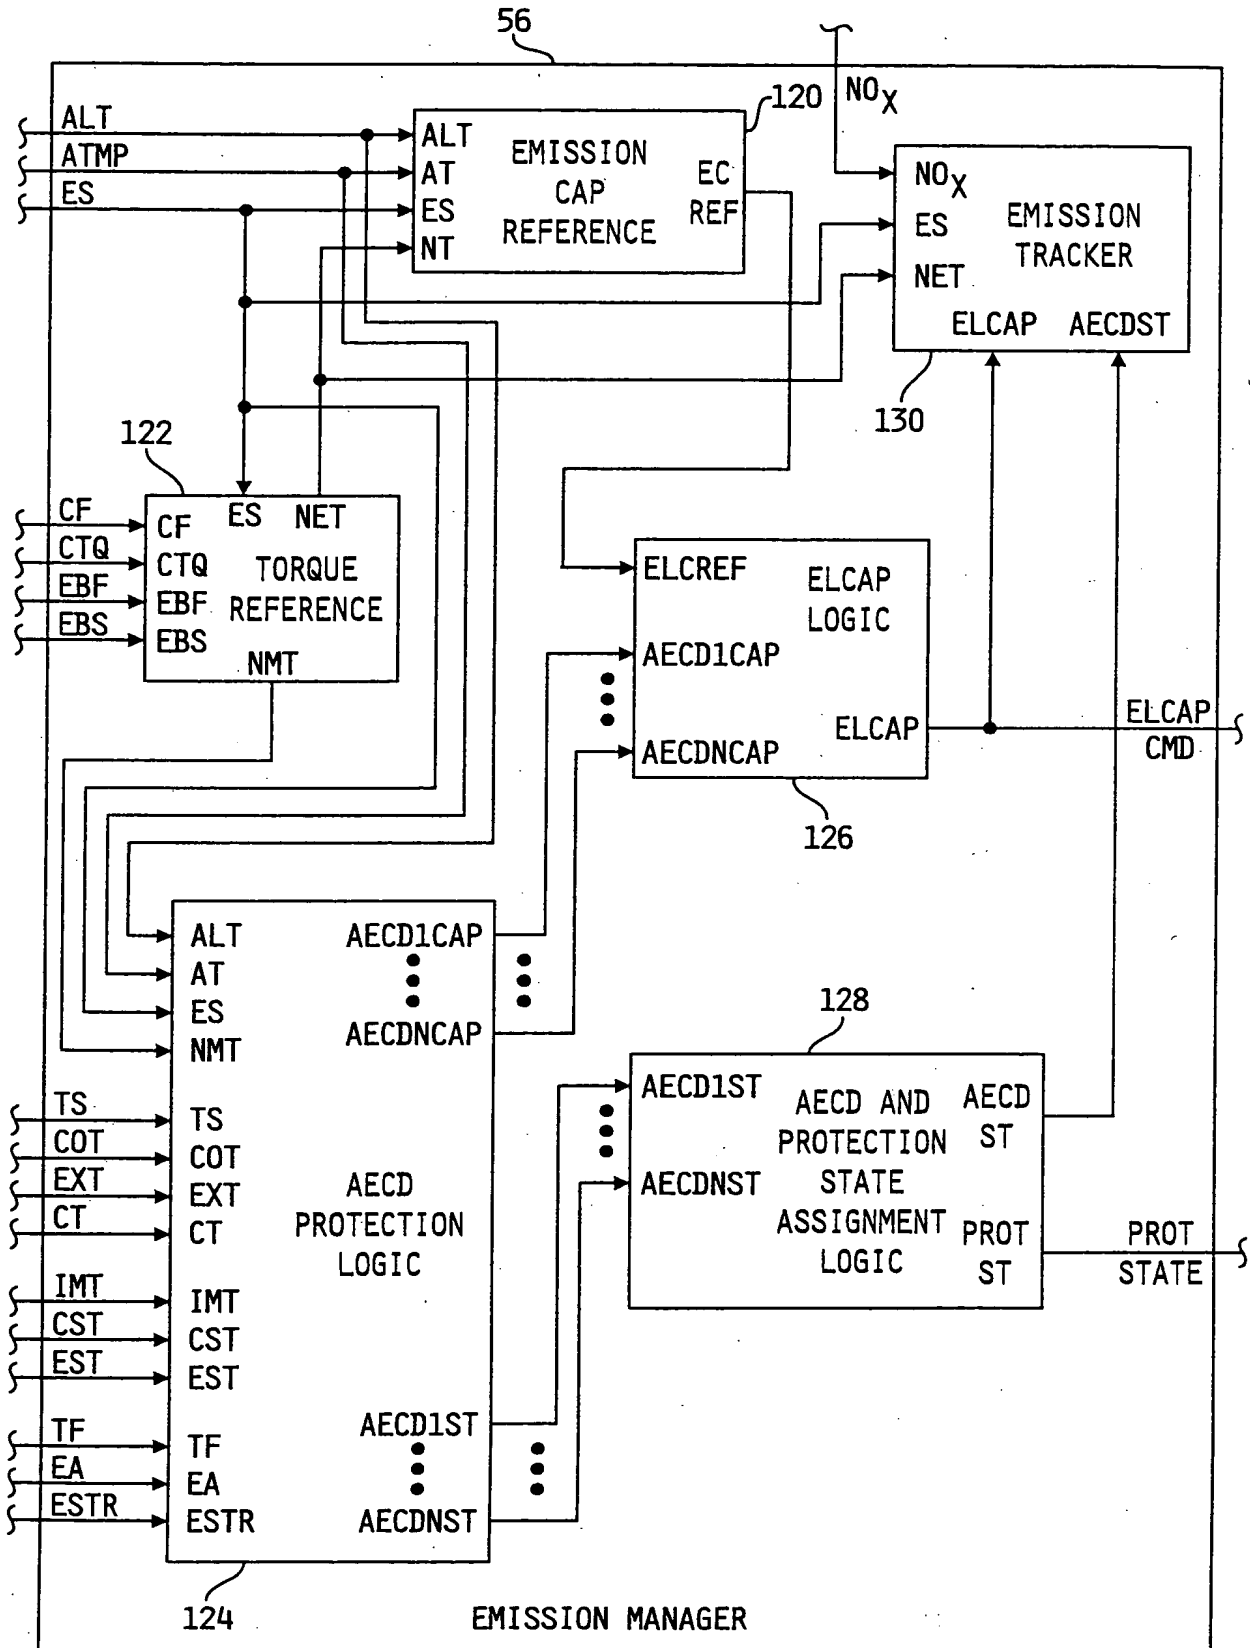 56
NOX
ALT
ATMP
ES
120
ALT
AT
ES
NT
EMISSION
CAP
REFERENCE
EC
REF
NOX
ES
NET
EMISSION
TRACKER
ELCAP AECDST
130
122
CF
CTQ
EBF
EBS
CF
CTQ
EBF
EBS
ES NET
TORQUE
REFERENCE
NMT
ELCREF
AECD1CAP
AECDNCAP
ELCAP
LOGIC
ELCAP
126
ELCAP
CMD
ALT
AT
ES
NMT
TS
COT
EXT
CT
IMT
CST
EST
TF
EA
ESTR
TS
COT
EXT
CT
IMT
CST
EST
TF
EA
ESTR
AECD1CAP
AECDNCAP
AECD
PROTECTION
LOGIC
AECD1ST
AECDNST
124
128
AECD1ST
AECDNST
AECD AND
PROTECTION
STATE
ASSIGNMENT
LOGIC
AECD
ST
PROT
ST
PROT
STATE
EMISSION MANAGER